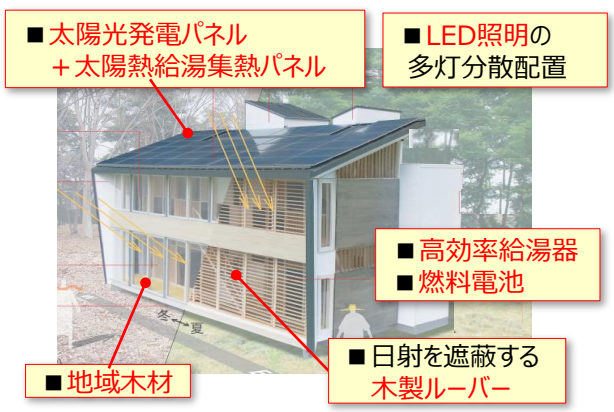 ■太陽光発電パネル
＋太陽熱給湯集熱パネル
■LED照明の
多灯分散配置
■高効率給湯器
■燃料電池
冬↔夏
■日射を遮蔽する
木製ルーバー
■地域木材